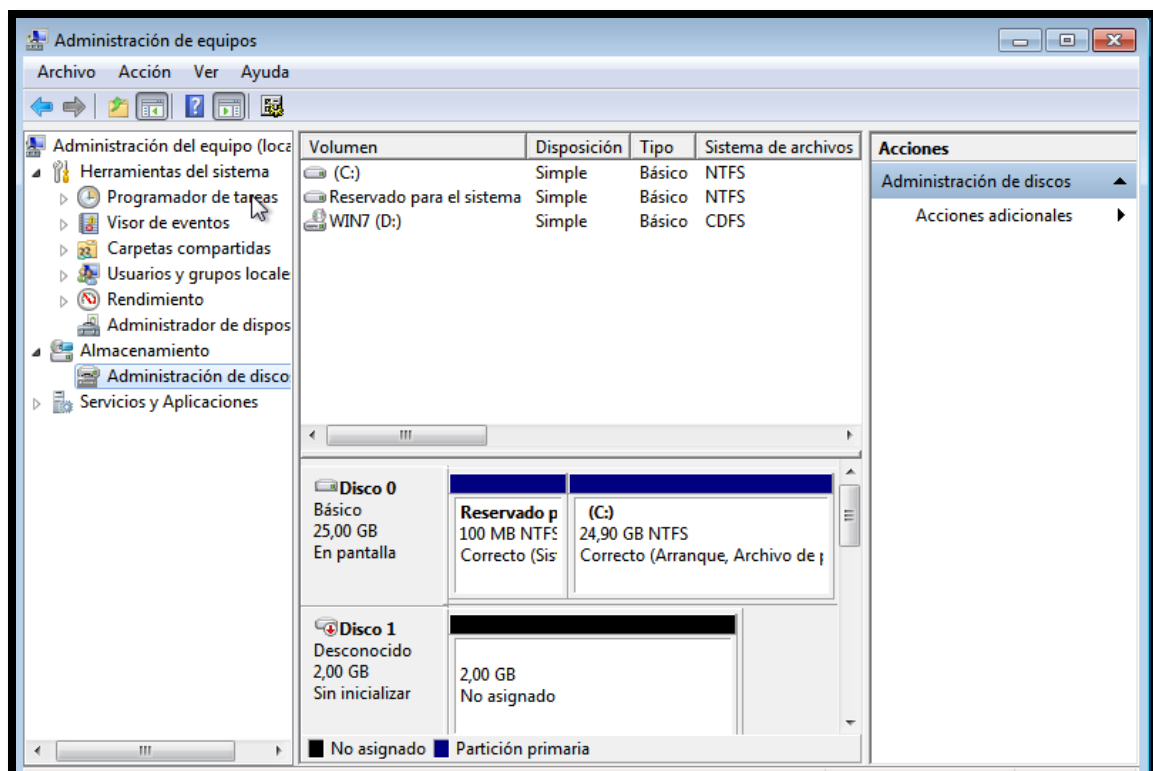 Administración de equipos
Archivo Acción Ver Ayuda
Administración del equipo (loca
Herramientas del sistema
Programador de tareas
Visor de eventos
Carpetas compartidas
Usuarios y grupos locale
Rendimiento
Administrador de dispos
Almacenamiento
Administración de disco
Servicios y Aplicaciones
Volumen Disposición Tipo Sistema de archivos
(C:) Simple Básico NTFS
Reservado para el sistema Simple Básico NTFS
WIN7 (D:) Simple Básico CDFS
Disco 0
Básico
25,00 GB
En pantalla
Reservado p
100 MB NTFS
Correcto (Sis
(C:)
24,90 GB NTFS
Correcto (Arranque, Archivo de p
Disco 1
Desconocido
2,00 GB
Sin inicializar
2,00 GB
No asignado
No asignado Partición primaria
Acciones
Administración de discos
Acciones adicionales